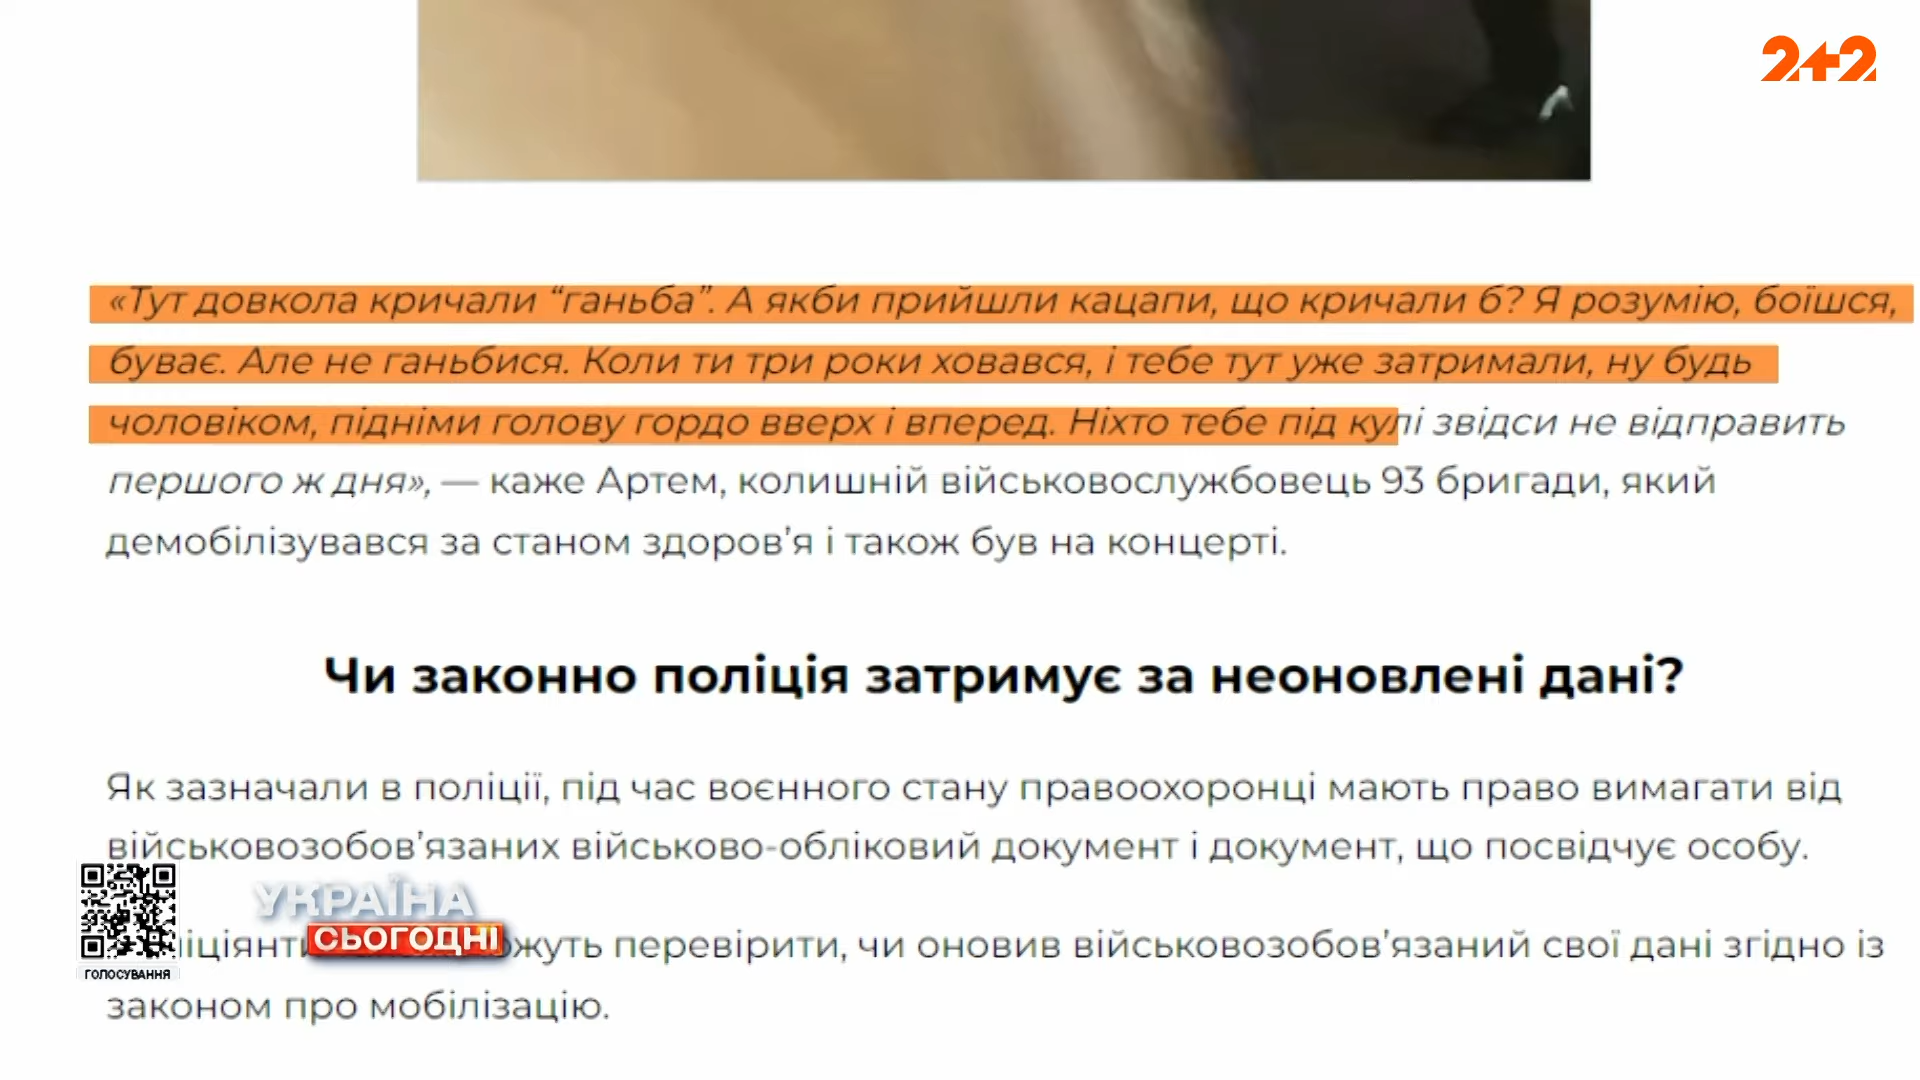 2+2
«Тут довкола кричали “ганьба”. А якби прийшли кацапи, що кричали б? Я розумію, боїшся,
буває. Але не ганьбися. Коли ти три роки ховався, і тебе тут уже затримали, ну будь
чоловіком, підніми голову гордо вверх і вперед. Ніхто тебе під кулі звідси не відправить
першого ж дня», — каже Артем, колишній військовослужбовець 93 бригади, який
демобілізувався за станом здоров’я і також був на концерті.
Чи законно поліція затримує за неоновлені дані?
Як зазначали в поліції, під час воєнного стану правоохоронці мають право вимагати від
військовозобов’язаних військово-обліковий документ і документ, що посвідчує особу.
перевірити, чи оновив військовозобов’язаний свої дані згідно із
законом про мобілізацію.
УКРАЇНА
СЬОГОДНІ
ГОЛОСУВАННЯ